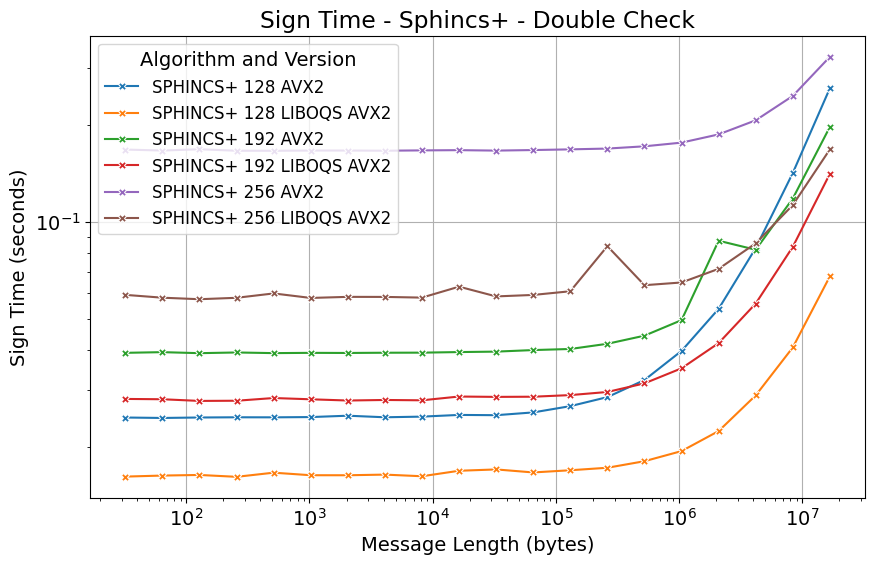 Sign Time - Sphincs+ - Double Check
Algorithm and Version
SPHINCS+ 128 AVX2
SPHINCS+ 128 LIBOQS AVX2
SPHINCS+ 192 AVX2
SPHINCS+ 192 LIBOQS AVX2
SPHINCS+ 256 AVX2
SPHINCS+ 256 LIBOQS AVX2
Sign Time (seconds)
10⁻¹
10² 10³ 10⁴ 10⁵ 10⁶ 10⁷
Message Length (bytes)